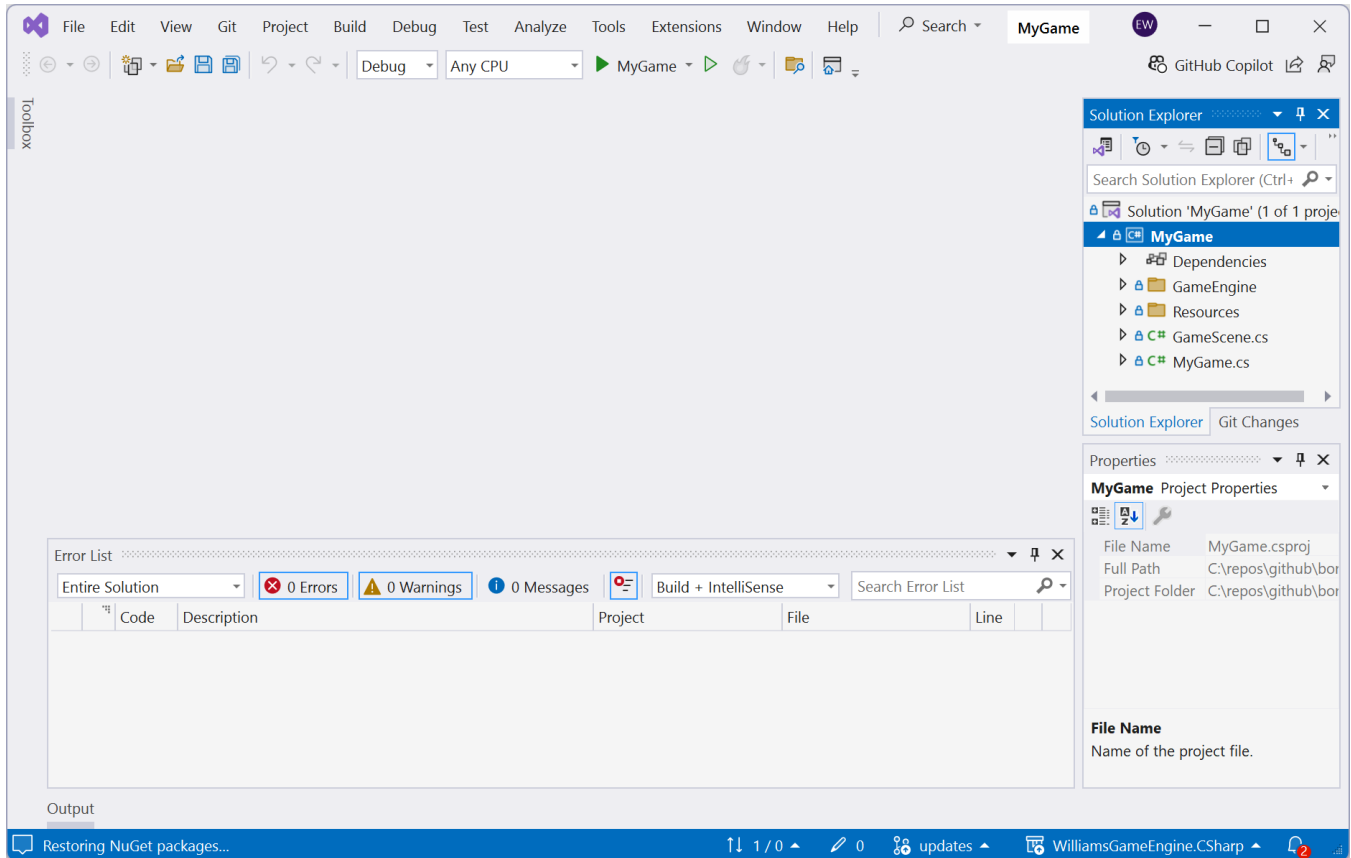 File Edit View Git Project Build Debug Test Analyze Tools Extensions Window Help Search MyGame EW
Debug Any CPU MyGame GitHub Copilot
Toolbox
Solution Explorer
Search Solution Explorer (Ctrl+
Solution 'MyGame' (1 of 1 proje
C# MyGame
Dependencies
GameEngine
Resources
C# GameScene.cs
C# MyGame.cs
Solution Explorer Git Changes
Properties
MyGame Project Properties
File Name MyGame.csproj
Full Path C:\repos\github\bor
Project Folder C:\repos\github\bor
File Name
Name of the project file.
Error List
Entire Solution 0 Errors 0 Warnings 0 Messages Build + IntelliSense Search Error List
Code Description Project File Line
Output
Restoring NuGet packages... 1 / 0 0 updates WilliamsGameEngine.CSharp 2